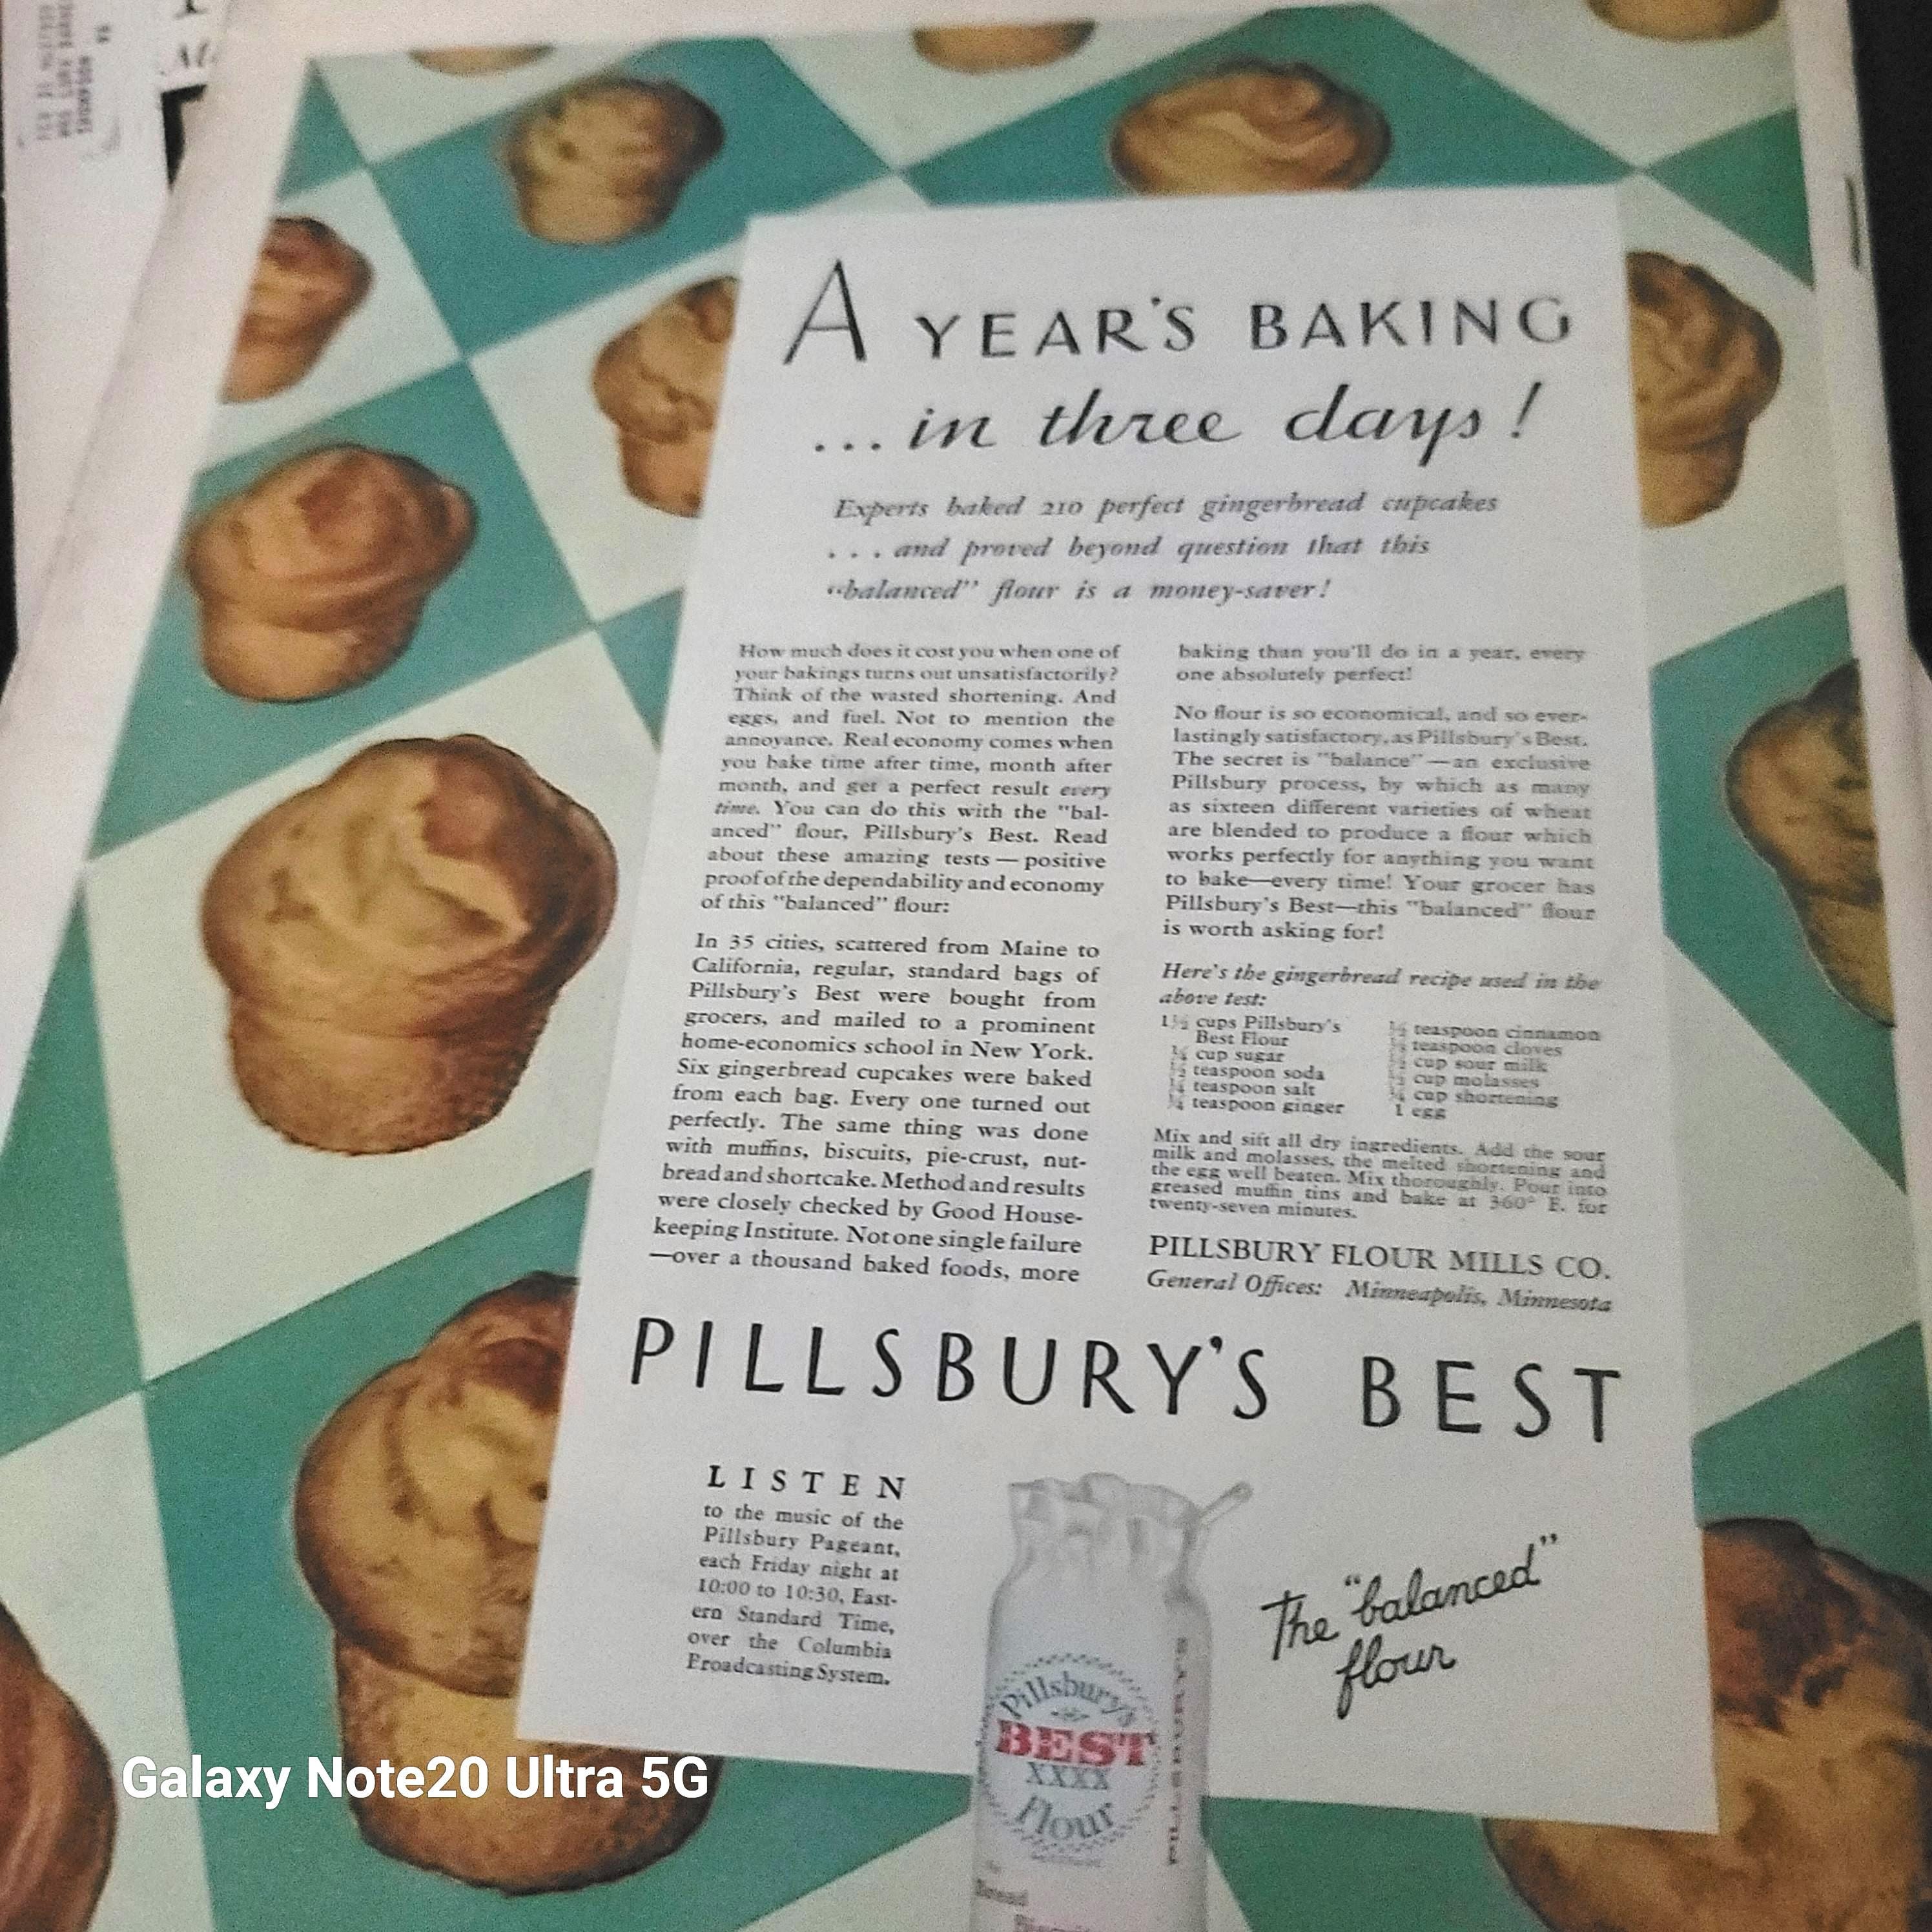 A YEAR'S BAKING
... in three days!
Experts baked 210 perfect gingerbread cupcakes
. . . and proved beyond question that this
“balanced” flour is a money-saver!
How much does it cost you when one of
your bakings turns out unsatisfactorily?
Think of the wasted shortening. And
eggs, and fuel. Not to mention the
annoyance. Real economy comes when
you bake time after time, month after
month, and get a perfect result every
time. You can do this with the "bal-
anced" flour, Pillsbury's Best. Read
about these amazing tests — positive
proof of the dependability and economy
of this "balanced" flour:
In 35 cities, scattered from Maine to
California, regular, standard bags of
Pillsbury's Best were bought from
grocers, and mailed to a prominent
home-economics school in New York.
Six gingerbread cupcakes were baked
from each bag. Every one turned out
perfectly. The same thing was done
with muffins, biscuits, pie-crust, nut-
bread and shortcake. Method and results
were closely checked by Good House-
keeping Institute. Not one single failure
—over a thousand baked foods, more
baking than you'll do in a year, every
one absolutely perfect!
No flour is so economical, and so ever-
lastingly satisfactory, as Pillsbury's Best.
The secret is "balance" — an exclusive
Pillsbury process, by which as many
as sixteen different varieties of wheat
are blended to produce a flour which
works perfectly for anything you want
to bake—every time! Your grocer has
Pillsbury's Best—this "balanced" flour
is worth asking for!
Here's the gingerbread recipe used in the
above test:
cups Pillsbury's
Best Flour
cup sugar
teaspoon soda
teaspoon salt
teaspoon ginger
teaspoon cinnamon
teaspoon cloves
cup sour milk
cup molasses
cup shortening
1 egg
Mix and sift all dry ingredients. Add the sour
milk and molasses, the melted shortening and
the egg well beaten. Mix thoroughly. Pour into
greased muffin tins and bake at 360° F. for
twenty-seven minutes.
PILLSBURY FLOUR MILLS CO.
General Offices: Minneapolis, Minnesota
PILLSBURY'S BEST
LISTEN
to the music of the
Pillsbury Pageant,
each Friday night at
10:00 to 10:30, East-
ern Standard Time,
over the Columbia
Broadcasting System.
The “balanced”
flour
Pillsbury's
BEST
XXXX
Flour
PILLSBURY'S
Bread
Galaxy Note20 Ultra 5G